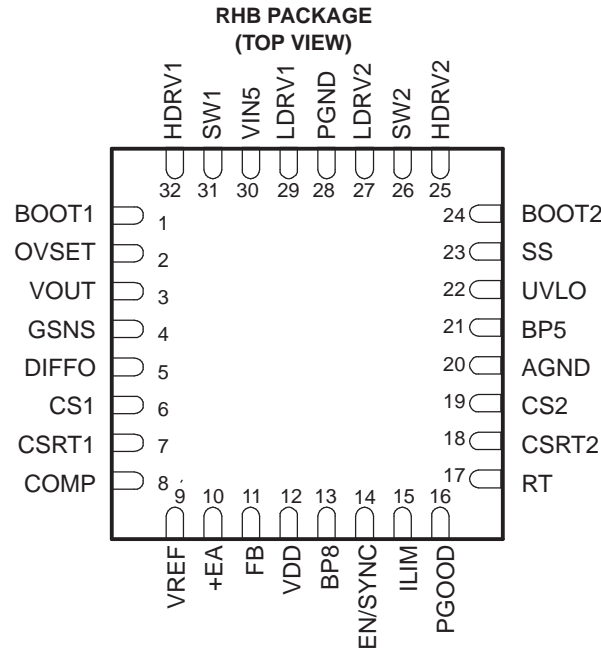 RHB PACKAGE
(TOP VIEW)
HDRV1
SW1
VIN5
LDRV1
PGND
LDRV2
SW2
HDRV2
32 31 30 29 28 27 26 25
BOOT1 1
OVSET 2
VOUT 3
GSNS 4
DIFFO 5
CS1 6
CSRT1 7
COMP 8
24 BOOT2
23 SS
22 UVLO
21 BP5
20 AGND
19 CS2
18 CSRT2
17 RT
9 10 11 12 13 14 15 16
VREF
+EA
FB
VDD
BP8
EN/SYNC
ILIM
PGOOD